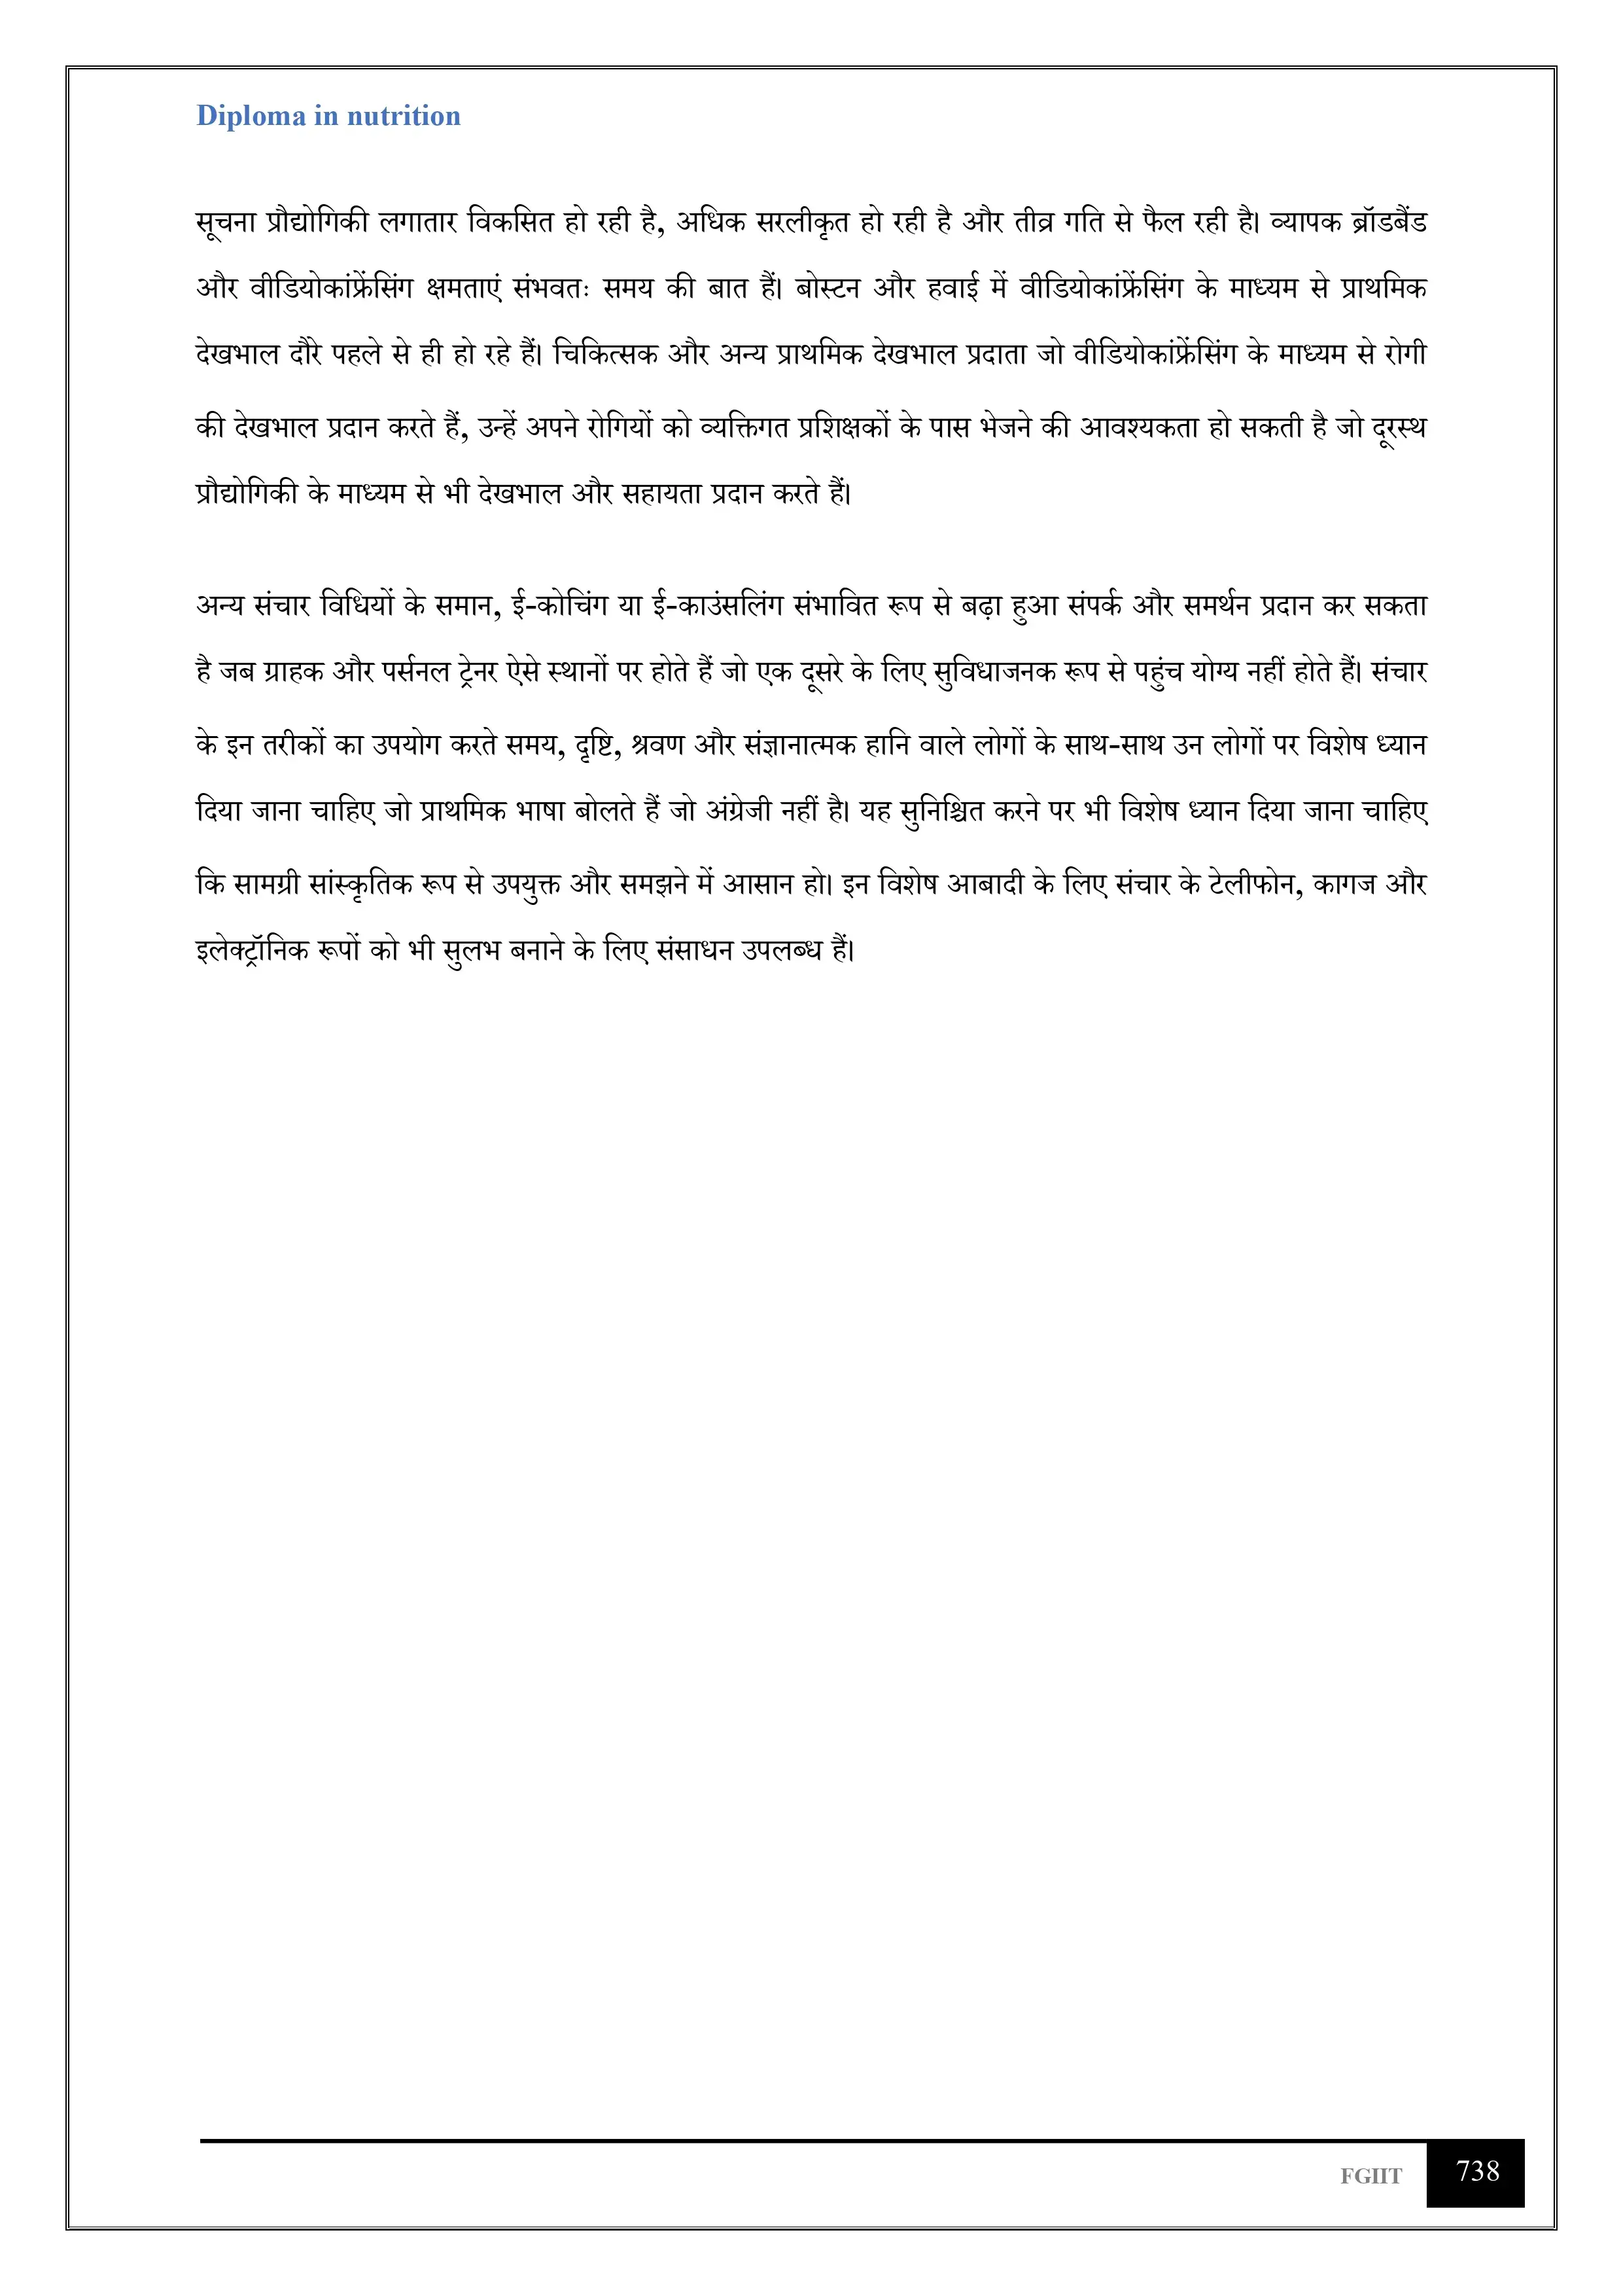 Diploma in nutrition
सूचना प्रौद्योगिकी लगातार विकसित हो रही है, अधिक सरलीकृत हो रही है और तीव्र गति से फैल रही है। व्यापक ब्रॉडबैंड
और वीडियोकांफ्रेंसिंग क्षमताएं संभवतः समय की बात हैं। बोस्टन और हवाई में वीडियोकांफ्रेंसिंग के माध्यम से प्राथमिक
देखभाल दौरे पहले से ही हो रहे हैं। चिकित्सक और अन्य प्राथमिक देखभाल प्रदाता जो वीडियोकांफ्रेंसिंग के माध्यम से रोगी
की देखभाल प्रदान करते हैं, उन्हें अपने रोगियों को व्यक्तिगत प्रशिक्षकों के पास भेजने की आवश्यकता हो सकती है जो दूरस्थ
प्रौद्योगिकी के माध्यम से भी देखभाल और सहायता प्रदान करते हैं।
अन्य संचार विधियों के समान, ई-कोचिंग या ई-काउंसलिंग संभावित रूप से बढ़ा हुआ संपर्क और समर्थन प्रदान कर सकता
है जब ग्राहक और पर्सनल ट्रेनर ऐसे स्थानों पर होते हैं जो एक दूसरे के लिए सुविधाजनक रूप से पहुंच योग्य नहीं होते हैं। संचार
के इन तरीकों का उपयोग करते समय, दृष्टि, श्रवण और संज्ञानात्मक हानि वाले लोगों के साथ-साथ उन लोगों पर विशेष ध्यान
दिया जाना चाहिए जो प्राथमिक भाषा बोलते हैं जो अंग्रेजी नहीं है। यह सुनिश्चित करने पर भी विशेष ध्यान दिया जाना चाहिए
कि सामग्री सांस्कृतिक रूप से उपयुक्त और समझने में आसान हो। इन विशेष आबादी के लिए संचार के टेलीफोन, कागज और
इलेक्ट्रॉनिक रूपों को भी सुलभ बनाने के लिए संसाधन उपलब्ध हैं।
FGIIT 738